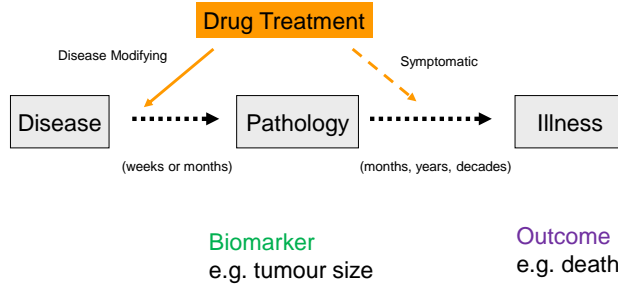 Drug Treatment
Disease Modifying
Symptomatic
Disease
Pathology
Illness
(weeks or months)
(months, years, decades)
Biomarker
e.g. tumour size
Outcome
e.g. death